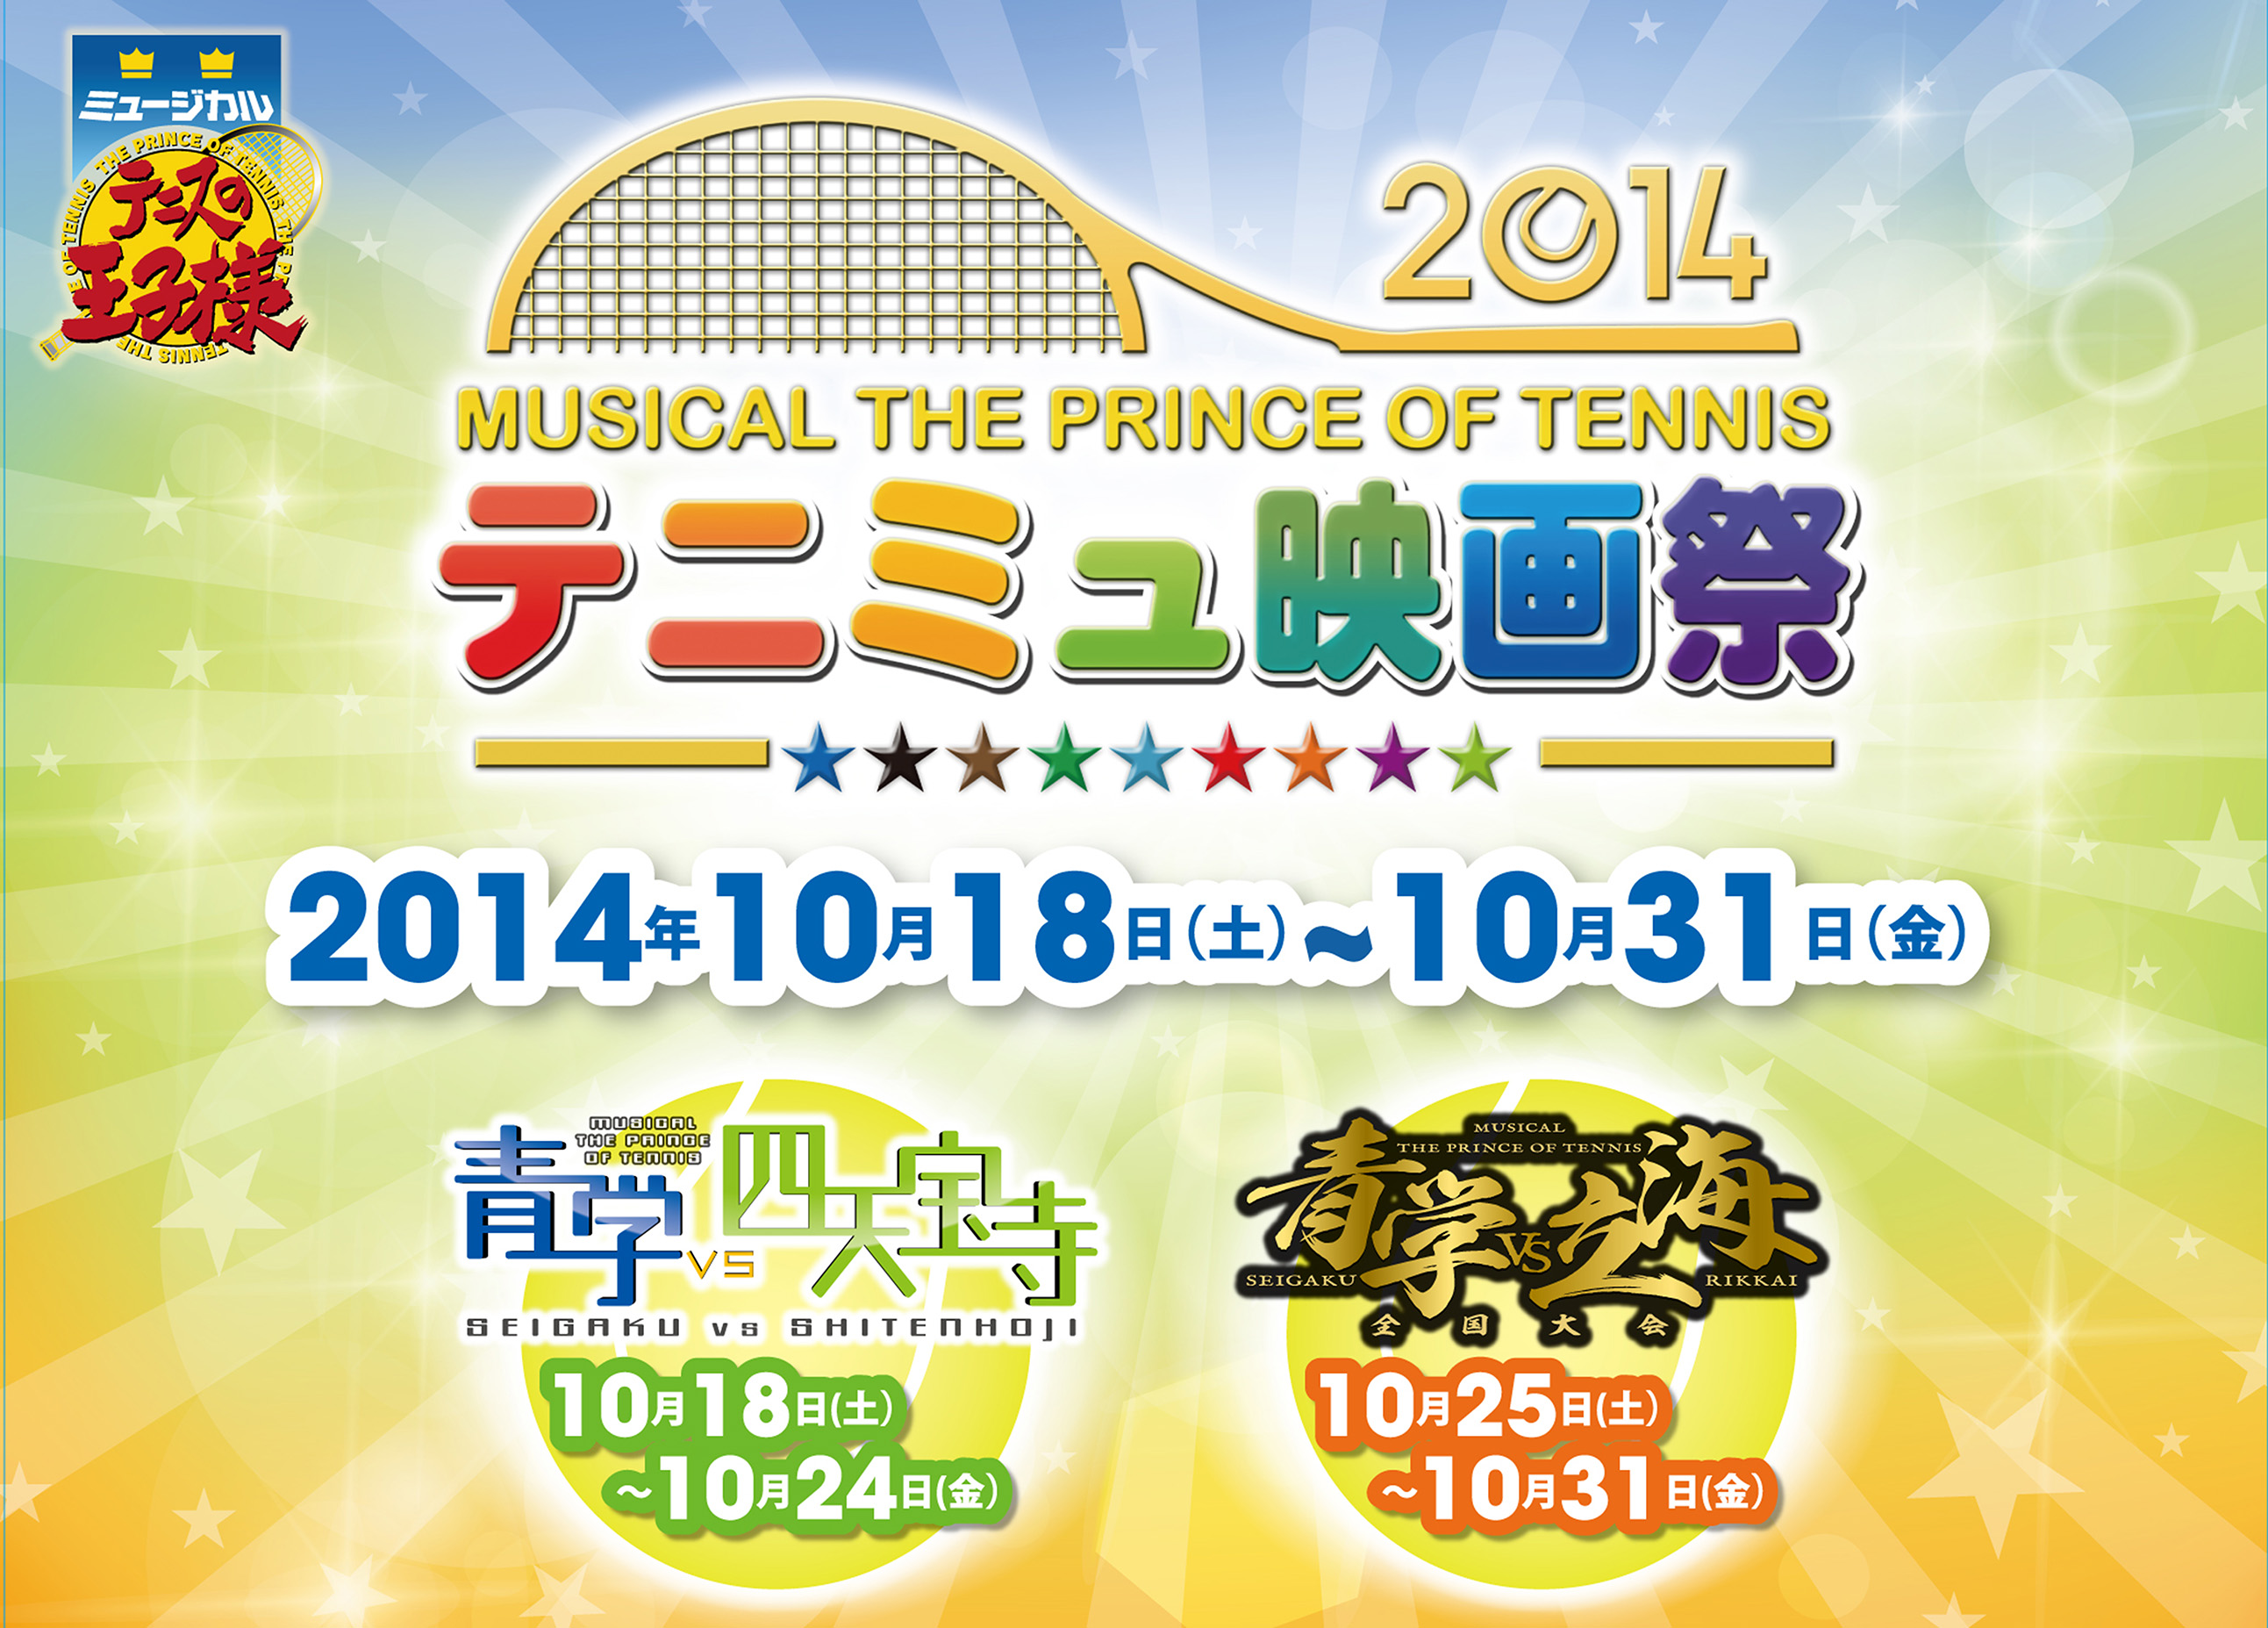 ミュージカル
THE PRINCE OF TENNIS
テニスの
王子様
2014
MUSICAL THE PRINCE OF TENNIS
テニミュ映画祭
2014年10月18日(土)~10月31日(金)
MUSICAL
THE PRINCE
OF TENNIS
青学vs四天宝寺
SEIGAKU vs SHITENHOJI
10月18日(土)
~10月24日(金)
MUSICAL
THE PRINCE OF TENNIS
青学VS立海
SEIGAKU RIKKAI
全国大会
10月25日(土)
~10月31日(金)